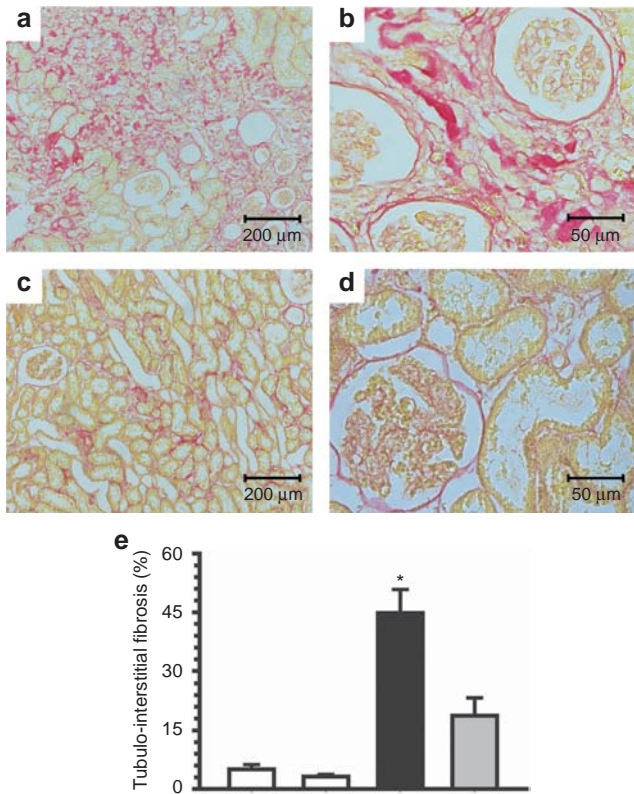 a
b
200 µm
50 µm
c
d
200 µm
50 µm
e
Tubulo-interstitial fibrosis (%)
60
45
30
15
0
*